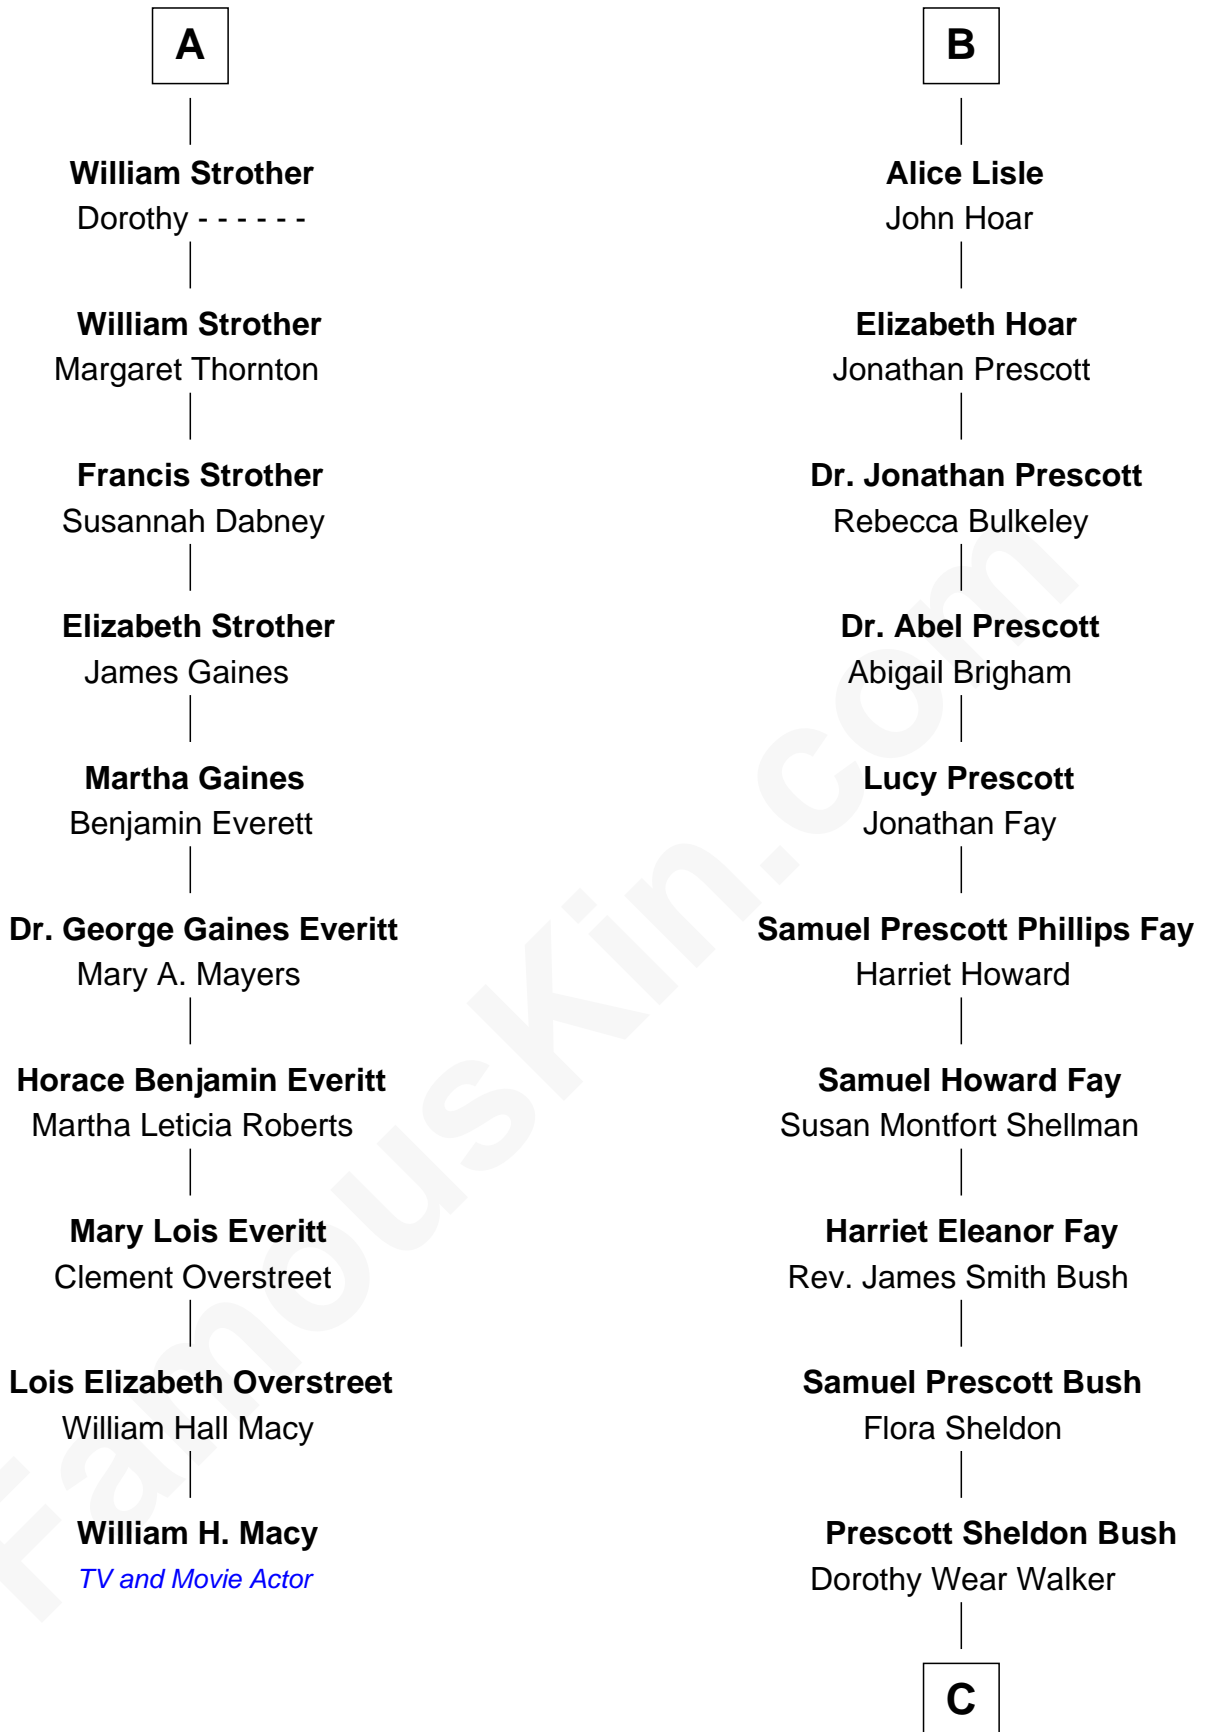 A
William Strother
Dorothy - - - - - -
William Strother
Margaret Thornton
Francis Strother
Susannah Dabney
Elizabeth Strother
James Gaines
Martha Gaines
Benjamin Everett
Dr. George Gaines Everitt
Mary A. Mayers
Horace Benjamin Everitt
Martha Leticia Roberts
Mary Lois Everitt
Clement Overstreet
Lois Elizabeth Overstreet
William Hall Macy
William H. Macy
TV and Movie Actor
B
Alice Lisle
John Hoar
Elizabeth Hoar
Jonathan Prescott
Dr. Jonathan Prescott
Rebecca Bulkeley
Dr. Abel Prescott
Abigail Brigham
Lucy Prescott
Jonathan Fay
Samuel Prescott Phillips Fay
Harriet Howard
Samuel Howard Fay
Susan Montfort Shellman
Harriet Eleanor Fay
Rev. James Smith Bush
Samuel Prescott Bush
Flora Sheldon
Prescott Sheldon Bush
Dorothy Wear Walker
C
FamousKin.com